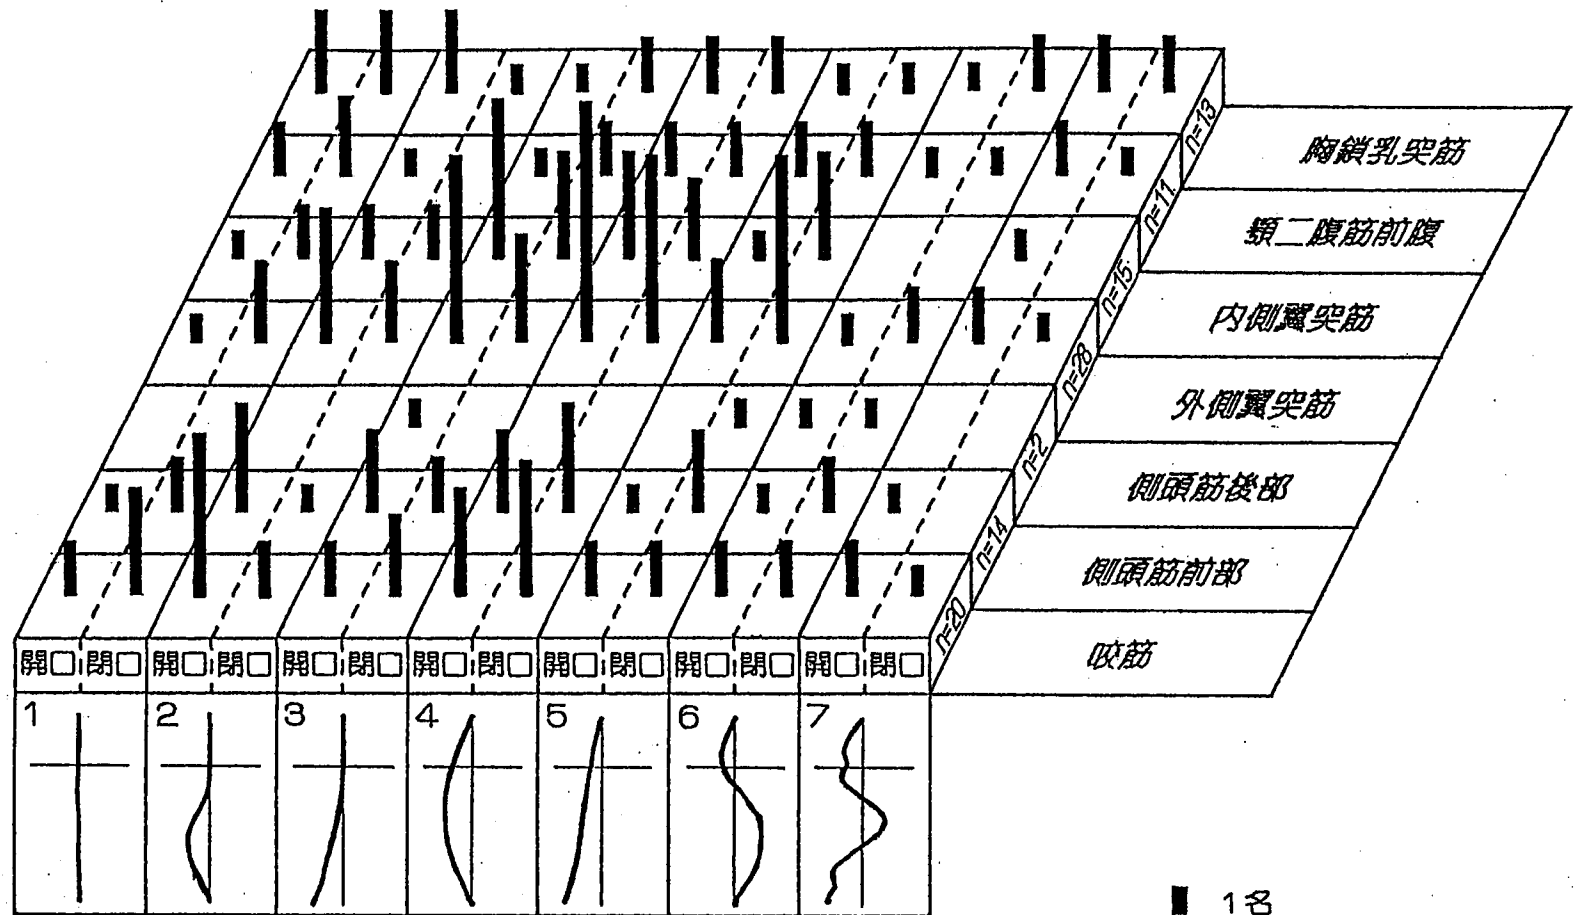 n=13
胸鎖乳突筋
n=11
顎二腹筋前腹
n=15
内側翼突筋
n=28
外側翼突筋
n=2
側頭筋後部
n=14
側頭筋前部
n=20
咬筋
開口 閉口 開口 閉口 開口 閉口 開口 閉口 開口 閉口 開口 閉口 開口 閉口
1 2 3 4 5 6 7
1名